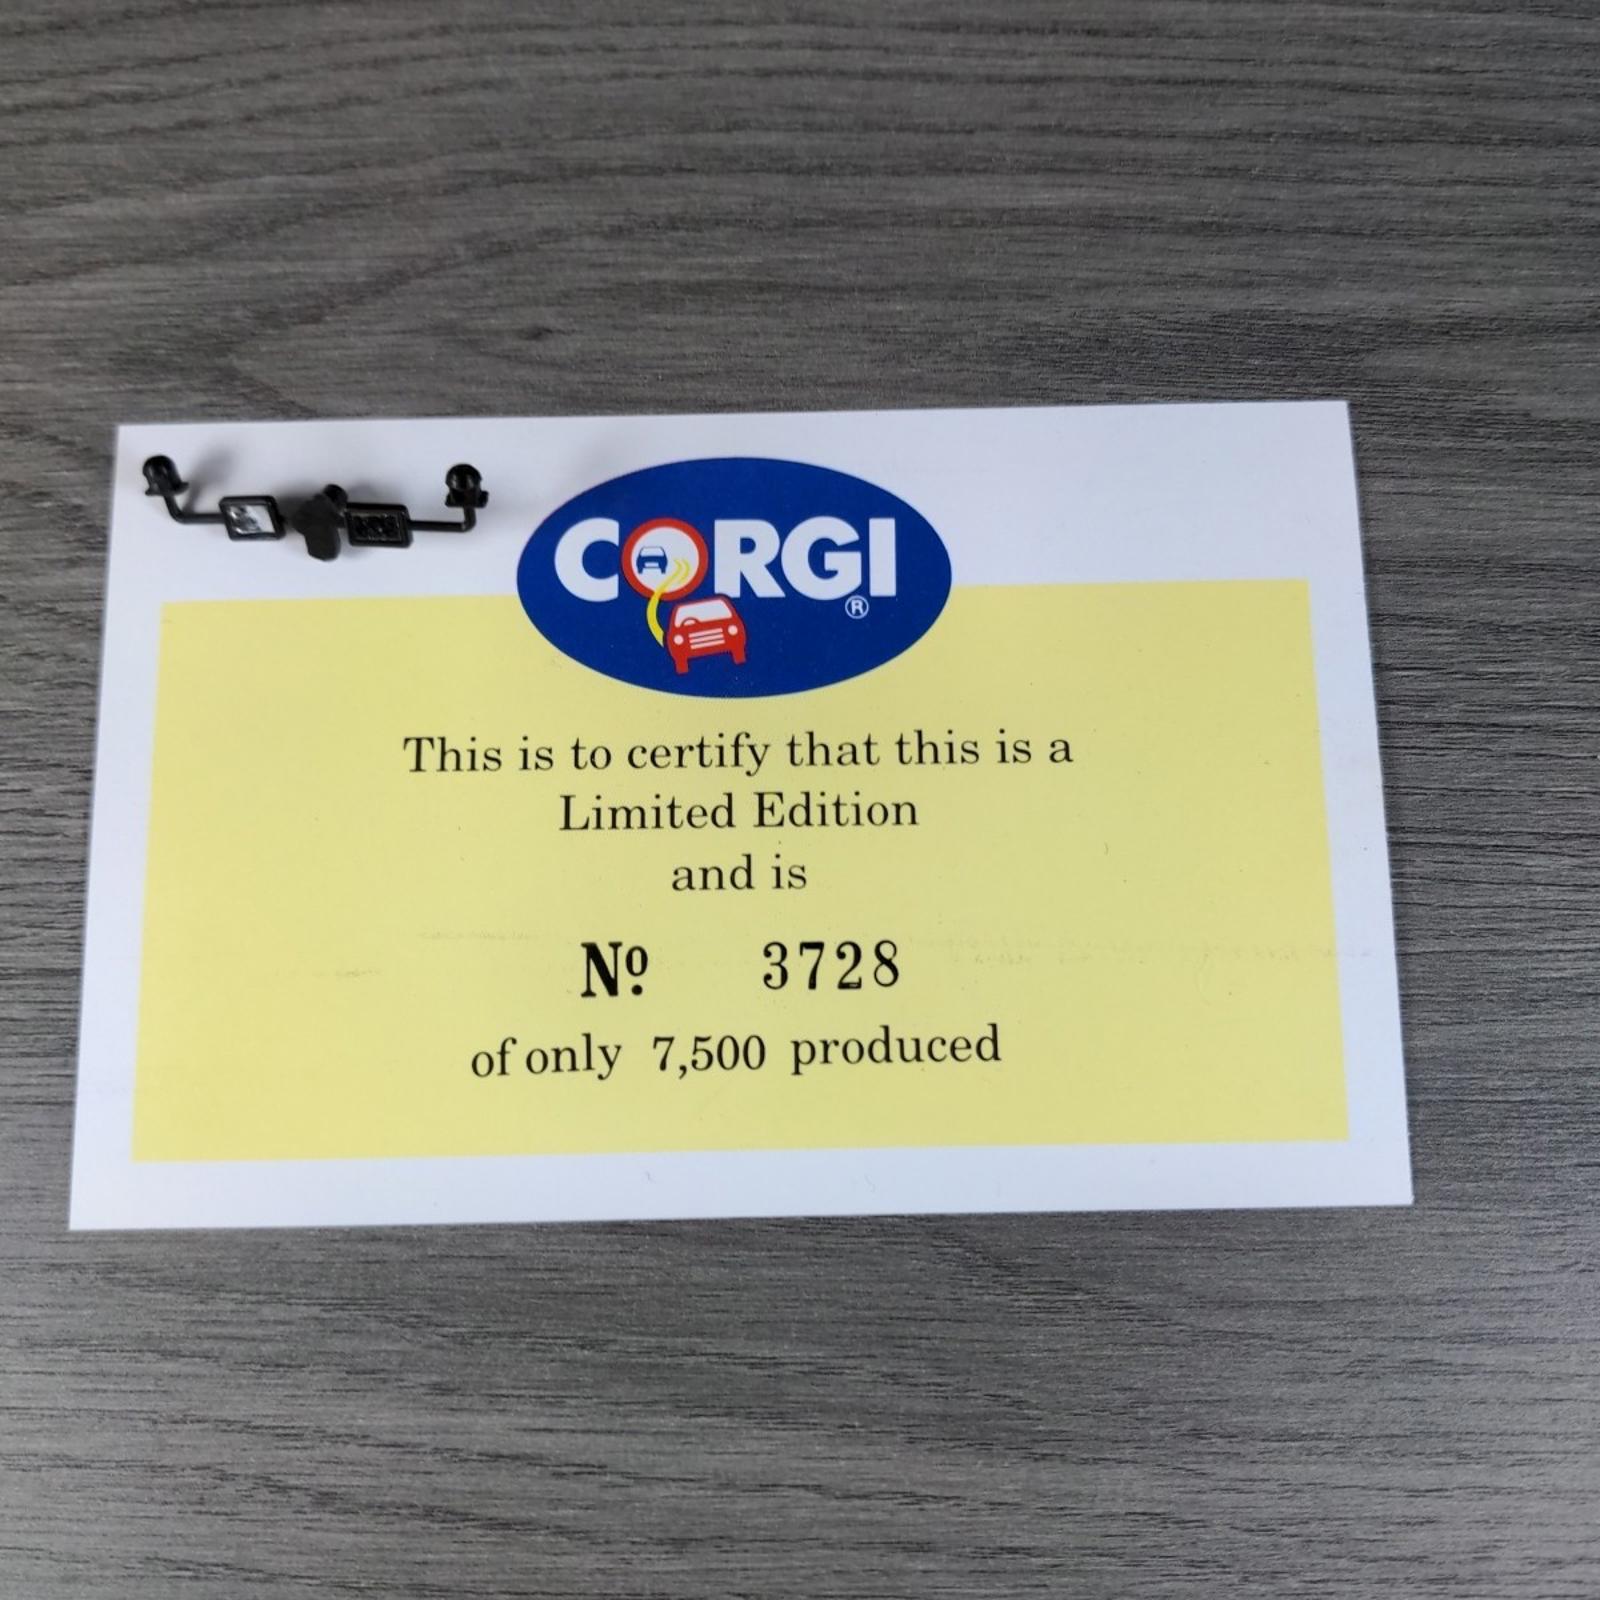 CORGI
®
This is to certify that this is a
Limited Edition
and is
Nº 3728
of only 7,500 produced